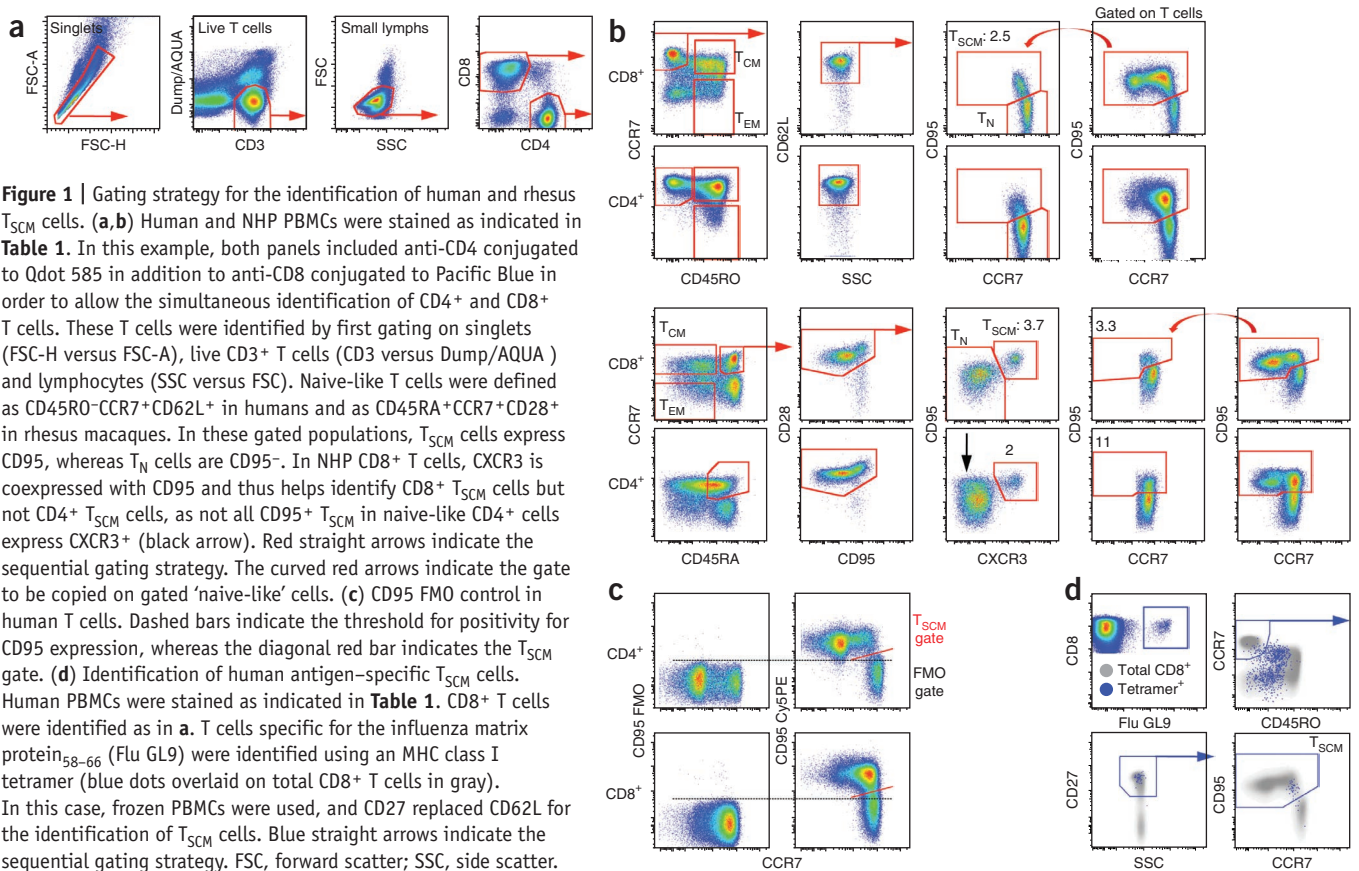 a
Singlets
FSC-A
FSC-H
Live T cells
Dump/AQUA
CD3
Small lymphs
FSC
SSC
CD8
CD4
Figure 1 | Gating strategy for the identification of human and rhesus
TSCM cells. (a,b) Human and NHP PBMCs were stained as indicated in
Table 1. In this example, both panels included anti-CD4 conjugated
to Qdot 585 in addition to anti-CD8 conjugated to Pacific Blue in
order to allow the simultaneous identification of CD4+ and CD8+
T cells. These T cells were identified by first gating on singlets
(FSC-H versus FSC-A), live CD3+ T cells (CD3 versus Dump/AQUA )
and lymphocytes (SSC versus FSC). Naive-like T cells were defined
as CD45RO−CCR7+CD62L+ in humans and as CD45RA+CCR7+CD28+
in rhesus macaques. In these gated populations, TSCM cells express
CD95, whereas TN cells are CD95−. In NHP CD8+ T cells, CXCR3 is
coexpressed with CD95 and thus helps identify CD8+ TSCM cells but
not CD4+ TSCM cells, as not all CD95+ TSCM in naive-like CD4+ cells
express CXCR3+ (black arrow). Red straight arrows indicate the
sequential gating strategy. The curved red arrows indicate the gate
to be copied on gated 'naive-like' cells. (c) CD95 FMO control in
human T cells. Dashed bars indicate the threshold for positivity for
CD95 expression, whereas the diagonal red bar indicates the TSCM
gate. (d) Identification of human antigen–specific TSCM cells.
Human PBMCs were stained as indicated in Table 1. CD8+ T cells
were identified as in a. T cells specific for the influenza matrix
protein58–66 (Flu GL9) were identified using an MHC class I
tetramer (blue dots overlaid on total CD8+ T cells in gray).
In this case, frozen PBMCs were used, and CD27 replaced CD62L for
the identification of TSCM cells. Blue straight arrows indicate the
sequential gating strategy. FSC, forward scatter; SSC, side scatter.
b
Gated on T cells
CD8+
TCM
TEM
TSCM: 2.5
TN
CCR7
CD62L
CD95
CD95
CD4+
CD45RO
SSC
CCR7
CCR7
Gated on T cells
TCM
CD8+
TEM
TN
TSCM: 3.7
3.3
CCR7
CD28
CD95
CD95
CD95
CD4+
2
11
CD45RA
CD95
CXCR3
CCR7
CCR7
c
CD4+
TSCM
gate
FMO
gate
CD95 FMO
CD95 Cy5PE
CD8+
CCR7
d
CD8
Total CD8+
Tetramer+
Flu GL9
CCR7
CD45RO
CD27
SSC
TSCM
CD95
CCR7